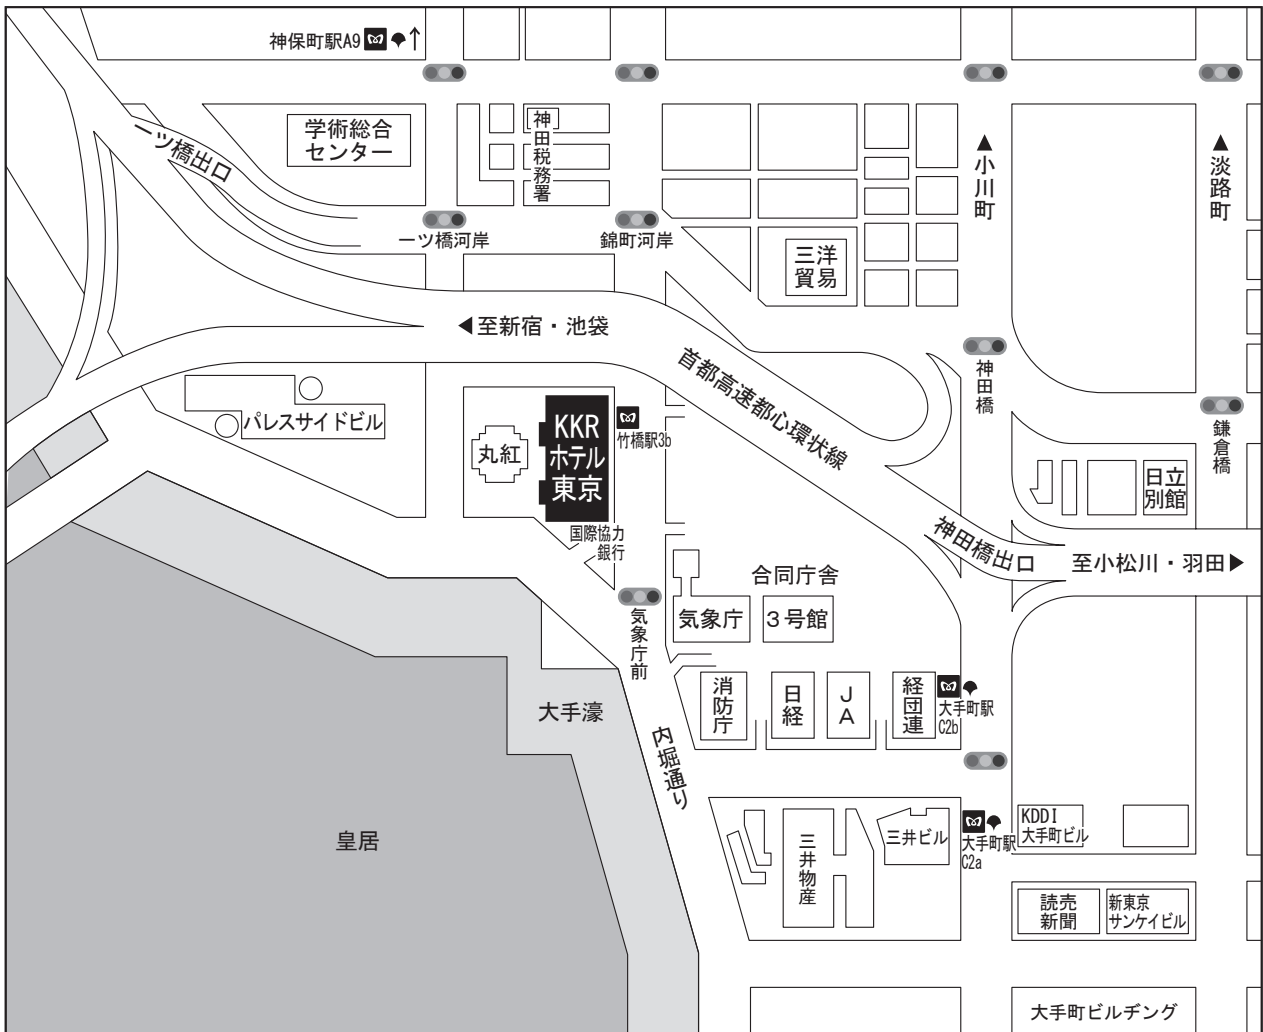 神保町駅A9 ↑
学術総合
センター
神田税務署
一ツ橋出口
▲小川町
▲淡路町
一ツ橋河岸
錦町河岸
三洋
貿易
◀至新宿・池袋
首都高速都心環状線
神田橋
鎌倉橋
パレスサイドビル
丸紅
KKR
ホテル
東京
竹橋駅3b
日立
別館
国際協力
銀行
神田橋出口
至小松川・羽田▶
合同庁舎
気象庁
3号館
気象庁前
消防庁
日経
JA
経団連
大手町駅
C2b
大手濠
内堀通り
皇居
三井物産
三井ビル
大手町駅
C2a
KDDI
大手町ビル
読売
新聞
新東京
サンケイビル
大手町ビルヂング